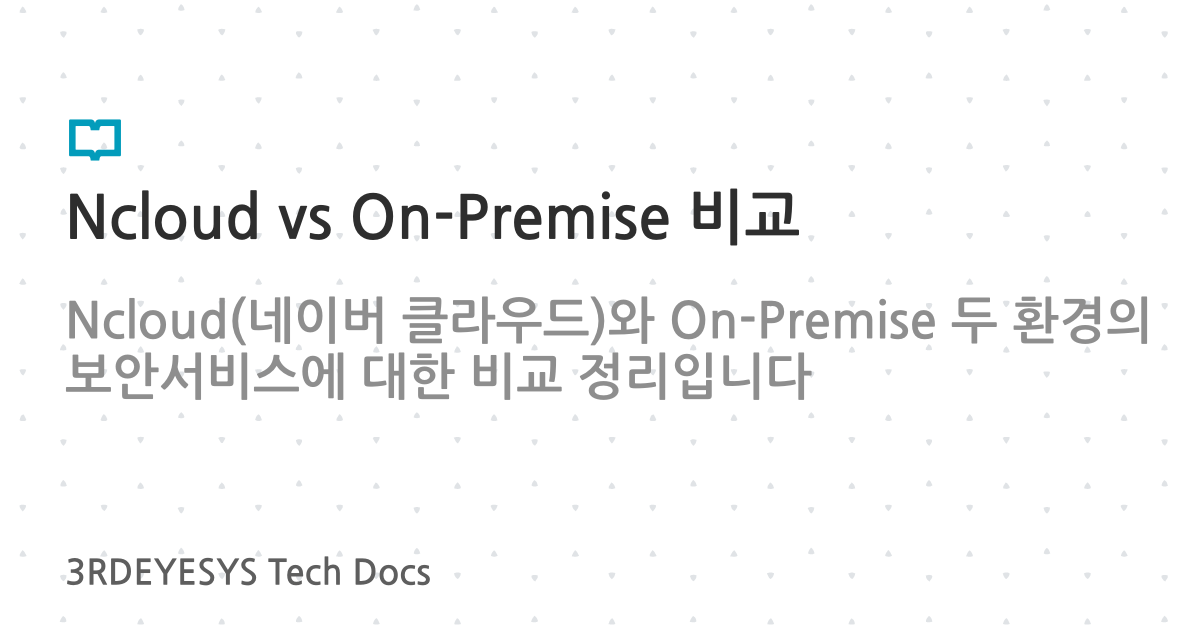 Ncloud vs On-Premise 비교
Ncloud(네이버 클라우드)와 On-Premise 두 환경의
보안서비스에 대한 비교 정리입니다
3RDEYESYS Tech Docs